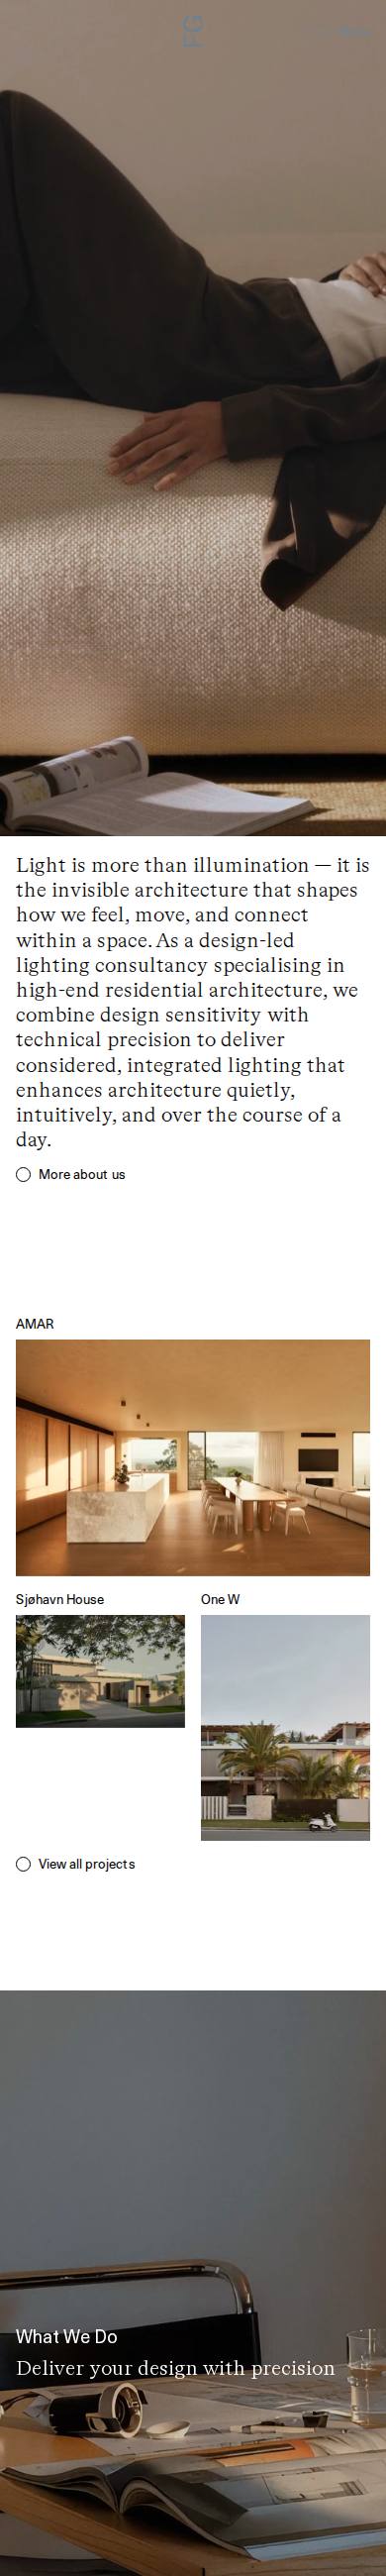 FG
Light is more than illumination — it is
the invisible architecture that shapes
how we feel, move, and connect
within a space. As a design-led
lighting consultancy specialising in
high-end residential architecture, we
combine design sensitivity with
technical precision to deliver
considered, integrated lighting that
enhances architecture quietly,
intuitively, and over the course of a
day.
More about us
AMAR
Sjøhavn House
One W
View all projects
What We Do
Deliver your design with precision